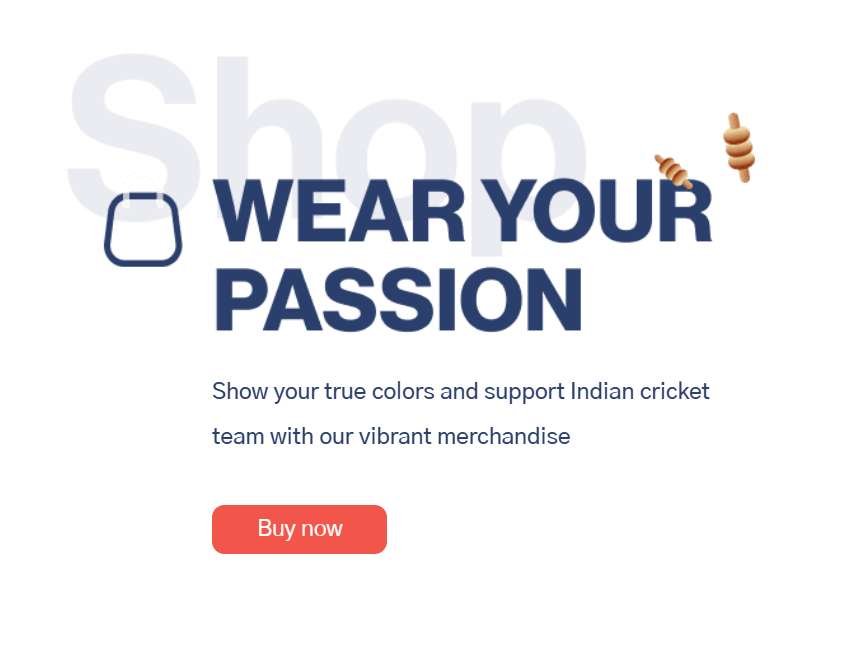 Shop
WEAR YOUR
PASSION
Show your true colors and support Indian cricket
team with our vibrant merchandise
Buy now